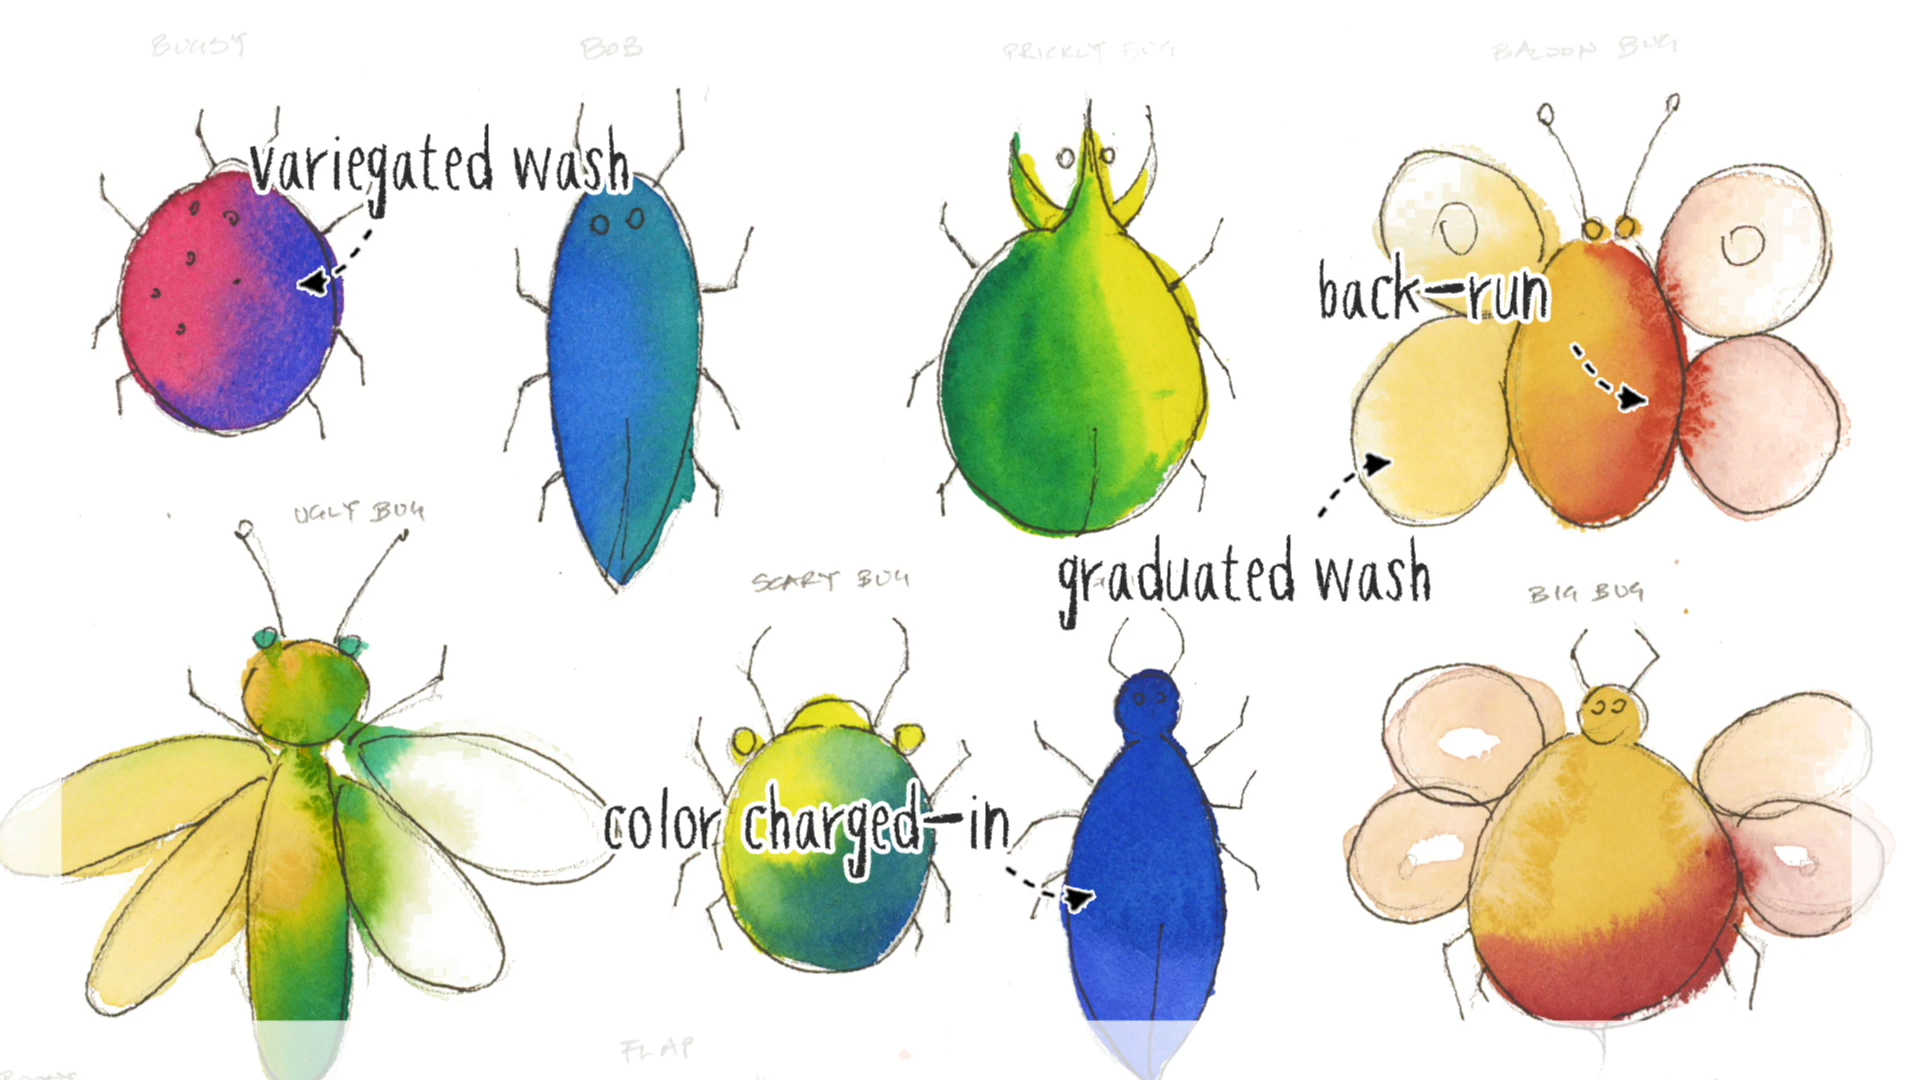 BUGSY
BOB
PRICKLY BUG
BALOON BUG
variegated wash
back-run
UGLY BUG
SCARY BUG
graduated wash
BIG BUG
color charged-in
FLAP